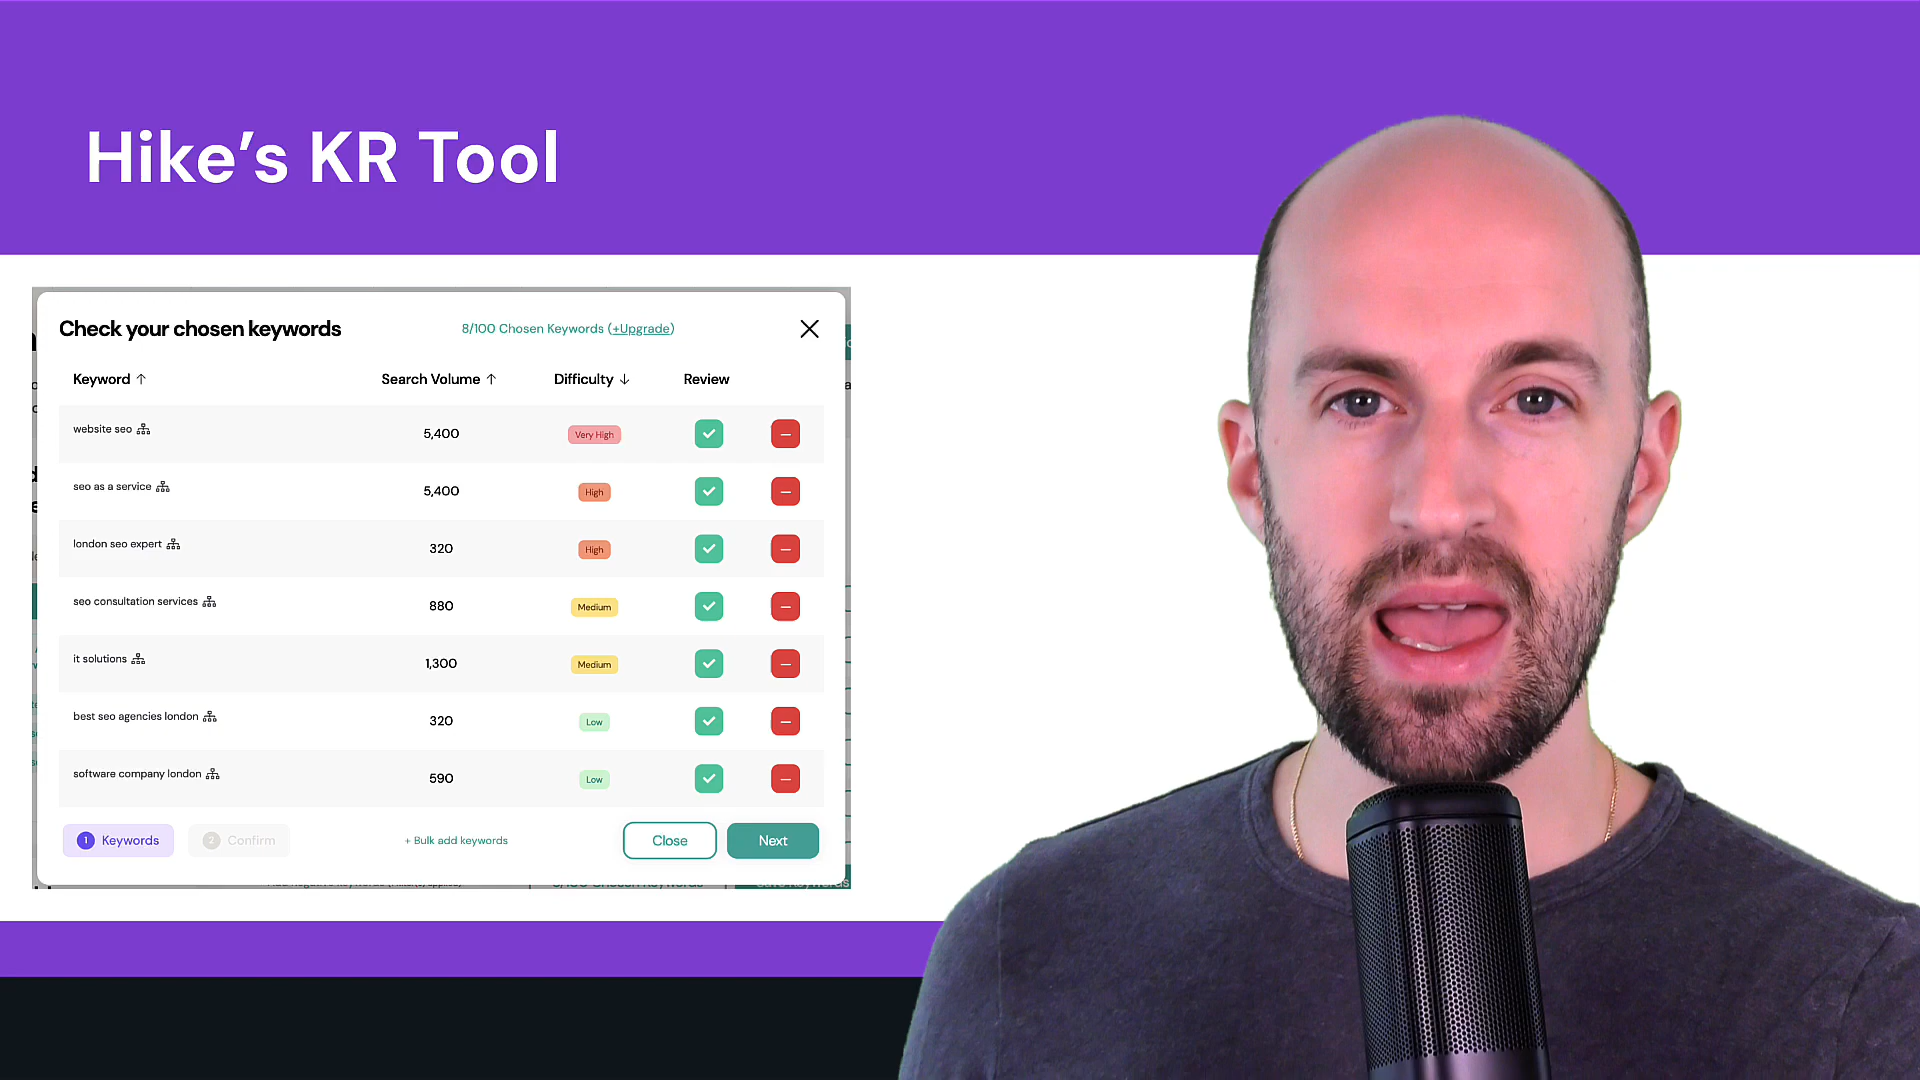 Hike’s KR Tool
Check your chosen keywords
8/100 Chosen Keywords (+Upgrade)
Keyword ↑ Search Volume ↑ Difficulty ↓ Review
website seo 5,400 Very High
seo as a service 5,400 High
london seo expert 320 High
seo consultation services 880 Medium
it solutions 1,300 Medium
best seo agencies london 320 Low
software company london 590 Low
1 Keywords 2 Confirm + Bulk add keywords Close Next